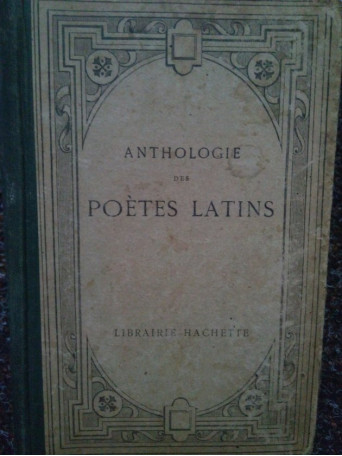 ANTHOLOGIE
DES
POÈTES LATINS
LIBRAIRIE HACHETTE